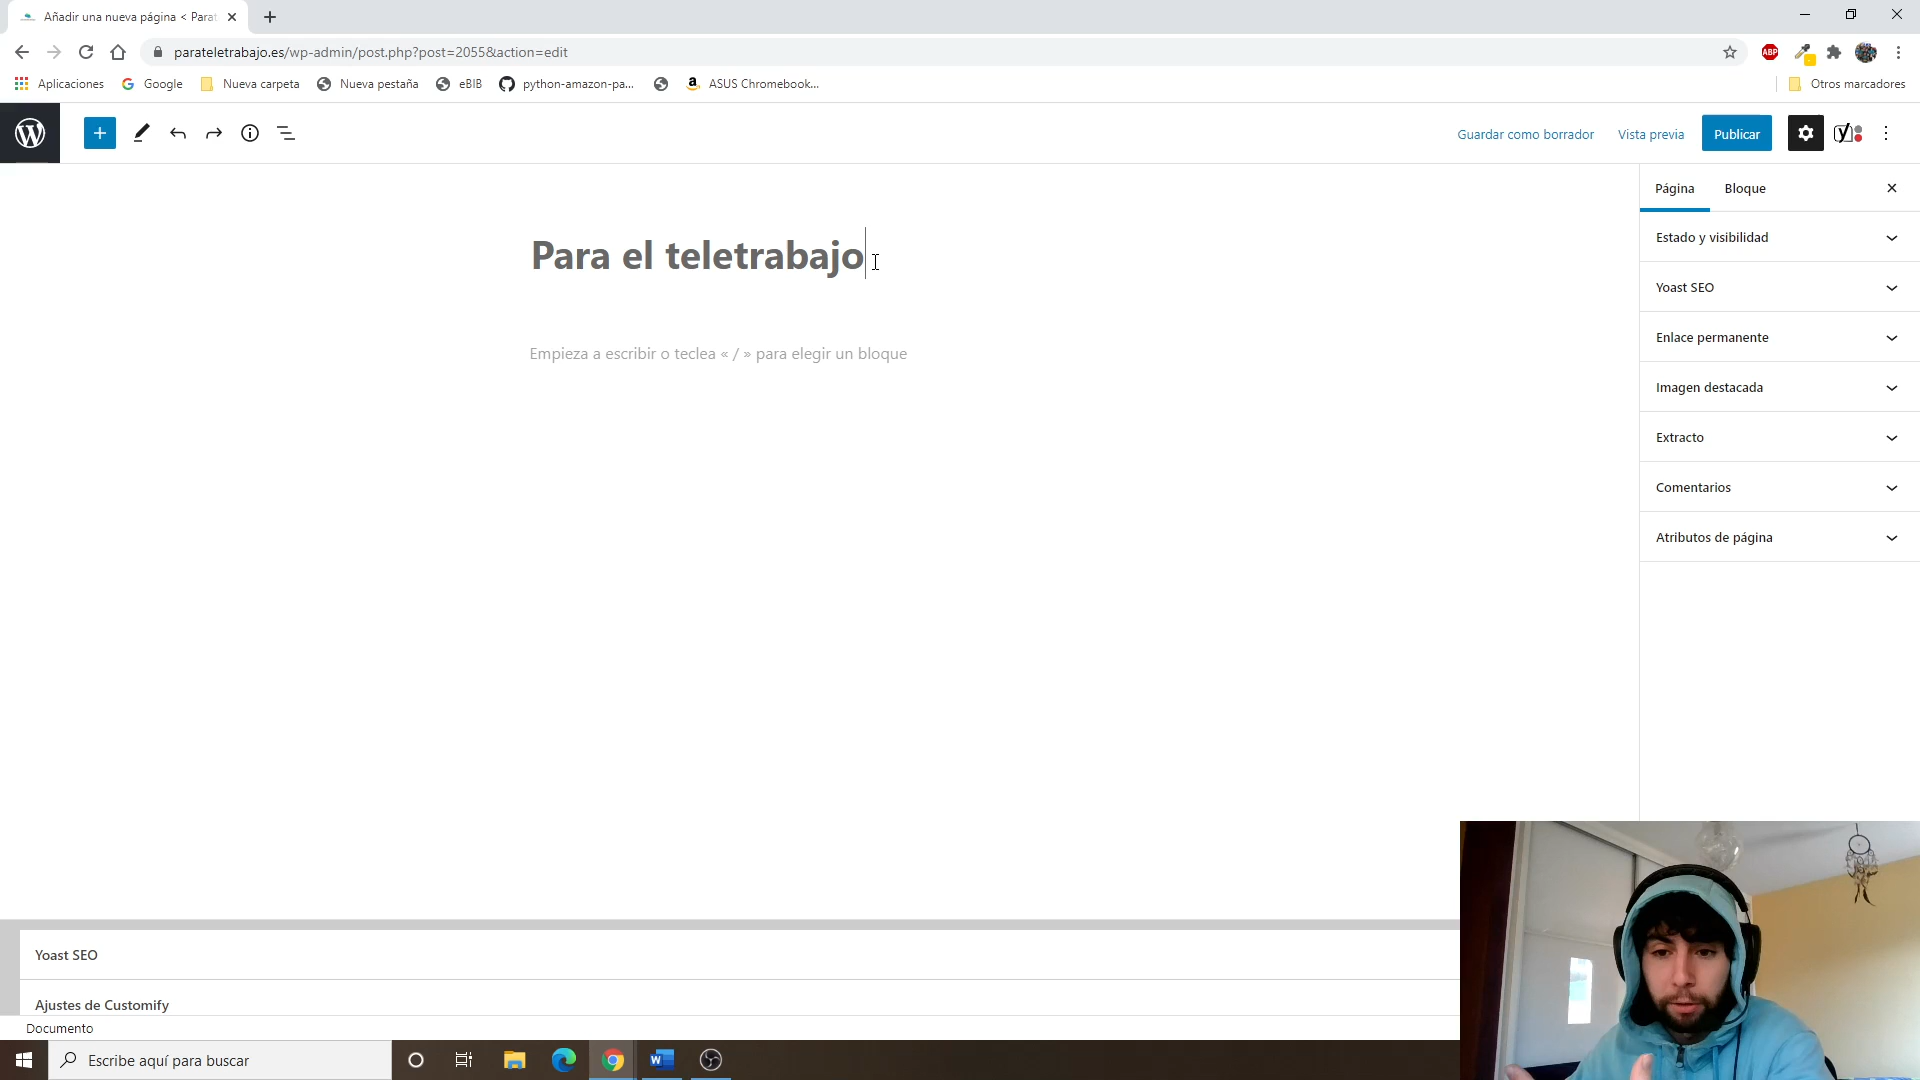 Añadir una nueva página < Parat
parateletrabajo.es/wp-admin/post.php?post=2055&action=edit
ABP
Aplicaciones
Google
Nueva carpeta
Nueva pestaña
eBIB
python-amazon-pa...
ASUS Chromebook...
Otros marcadores
Guardar como borrador
Vista previa
Publicar
Página
Bloque
Para el teletrabajo
Estado y visibilidad
Yoast SEO
Enlace permanente
Empieza a escribir o teclea « / » para elegir un bloque
Imagen destacada
Extracto
Comentarios
Atributos de página
Yoast SEO
Ajustes de Customify
Documento
Escribe aquí para buscar